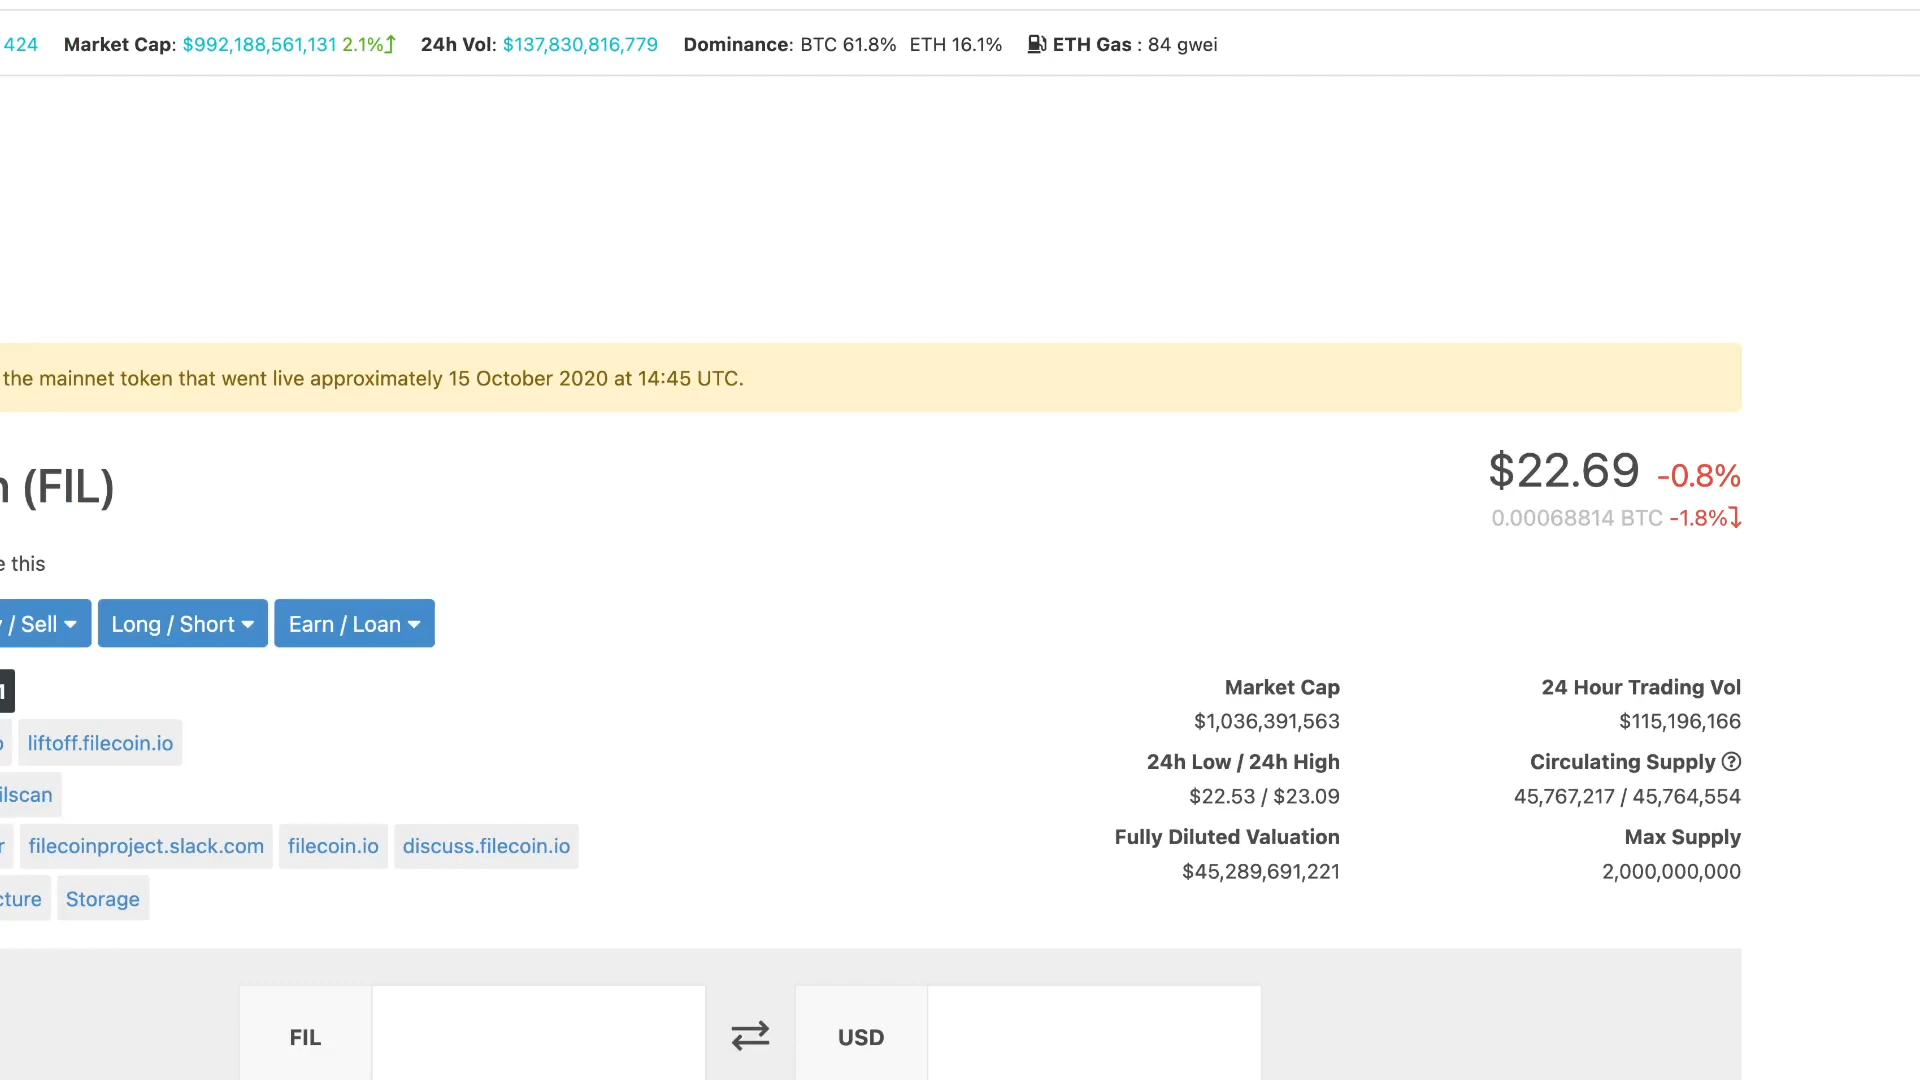 424 Market Cap: $992,188,561,131 2.1% 24h Vol: $137,830,816,779 Dominance: BTC 61.8% ETH 16.1% ETH Gas : 84 gwei
the mainnet token that went live approximately 15 October 2020 at 14:45 UTC.
(FIL)
$22.69 -0.8%
0.00068814 BTC -1.8%
this
/ Sell Long / Short Earn / Loan
Market Cap 24 Hour Trading Vol
$1,036,391,563 $115,196,166
liftoff.filecoin.io
24h Low / 24h High Circulating Supply ?
ilscan $22.53 / $23.09 45,767,217 / 45,764,554
filecoinproject.slack.com filecoin.io discuss.filecoin.io
Fully Diluted Valuation Max Supply
$45,289,691,221 2,000,000,000
cture Storage
FIL USD